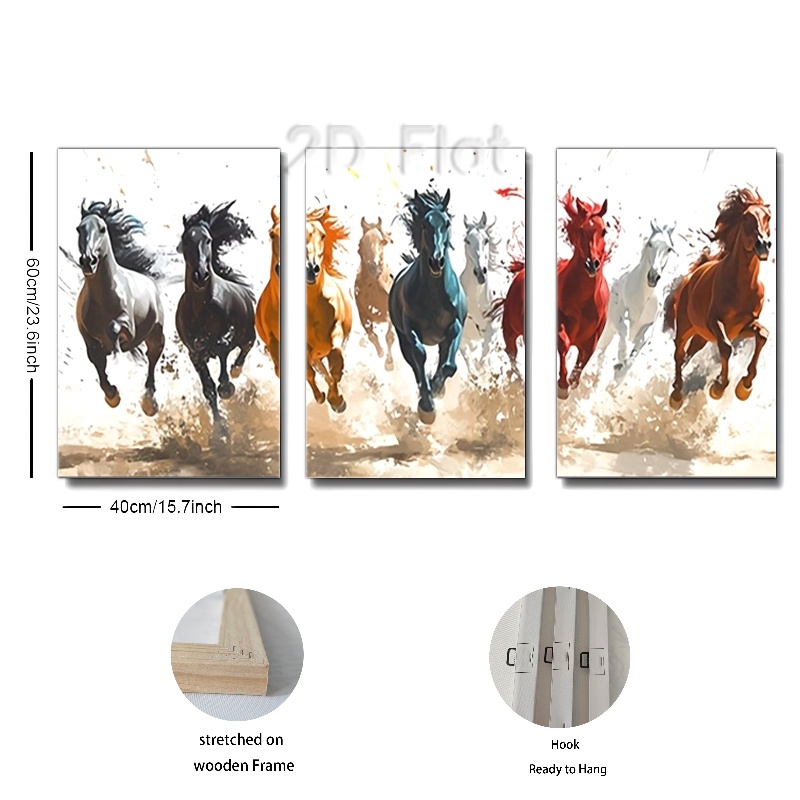 2D Flat
60cm/23.6inch
40cm/15.7inch
stretched on
wooden Frame
Hook
Ready to Hang